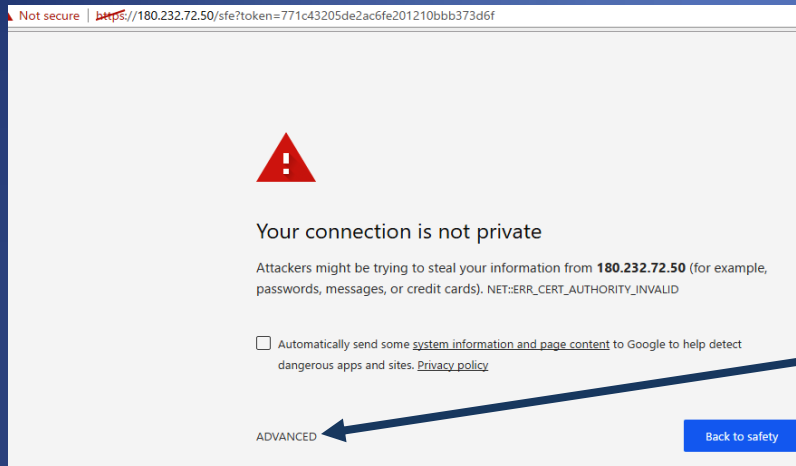 Not secure | https://180.232.72.50/sfe?token=771c43205de2ac6fe201210bbb373d6f
Your connection is not private
Attackers might be trying to steal your information from 180.232.72.50 (for example,
passwords, messages, or credit cards). NET::ERR_CERT_AUTHORITY_INVALID
Automatically send some system information and page content to Google to help detect
dangerous apps and sites. Privacy policy
ADVANCED
Back to safety